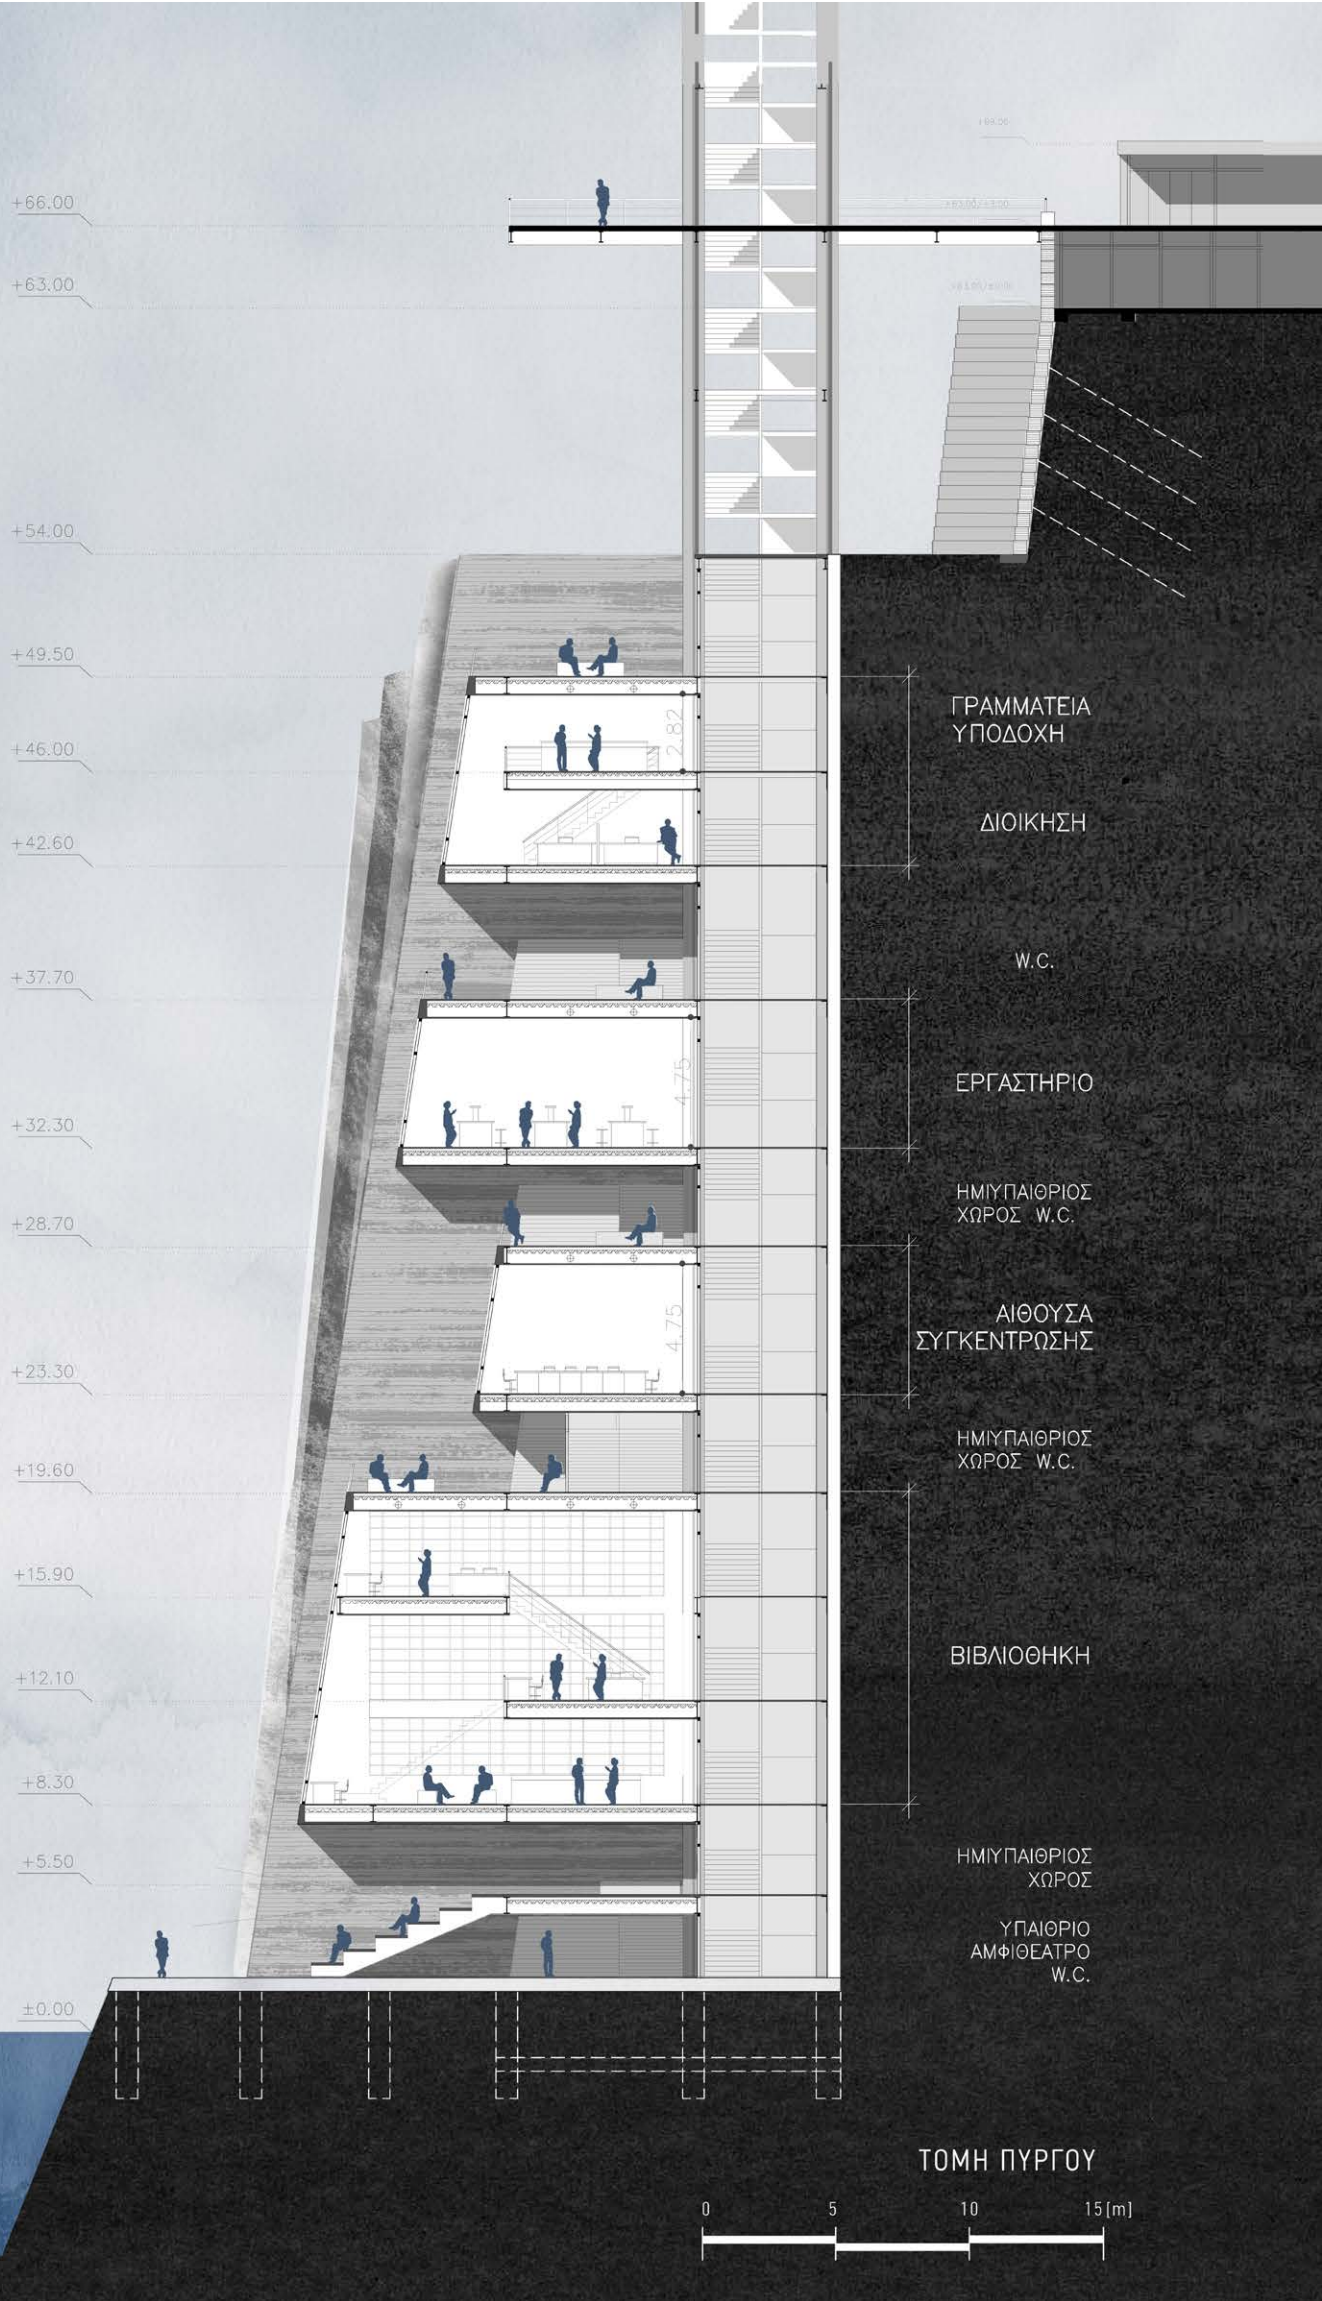 +66.00
+63.00
+54.00
+49.50
ΓΡΑΜΜΑΤΕΙΑ
ΥΠΟΔΟΧΗ
2.82
+46.00
ΔΙΟΙΚΗΣΗ
+42.60
W.C.
+37.70
4.75
ΕΡΓΑΣΤΗΡΙΟ
+32.30
ΗΜΙΥΠΑΙΘΡΙΟΣ
ΧΩΡΟΣ W.C.
+28.70
ΑΙΘΟΥΣΑ
ΣΥΓΚΕΝΤΡΩΣΗΣ
4.75
+23.30
ΗΜΙΥΠΑΙΘΡΙΟΣ
ΧΩΡΟΣ W.C.
+19.60
+15.90
ΒΙΒΛΙΟΘΗΚΗ
+12.10
+8.30
ΗΜΙΥΠΑΙΘΡΙΟΣ
ΧΩΡΟΣ
+5.50
ΥΠΑΙΘΡΙΟ
ΑΜΦΙΘΕΑΤΡΟ
W.C.
±0.00
ΤΟΜΗ ΠΥΡΓΟΥ
0 5 10 15[m]